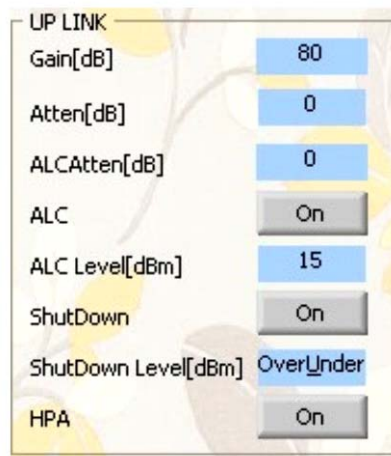 UP LINK
Gain[dB] 80
Atten[dB] 0
ALCAtten[dB] 0
ALC On
ALC Level[dBm] 15
ShutDown On
ShutDown Level[dBm] OverUnder
HPA On